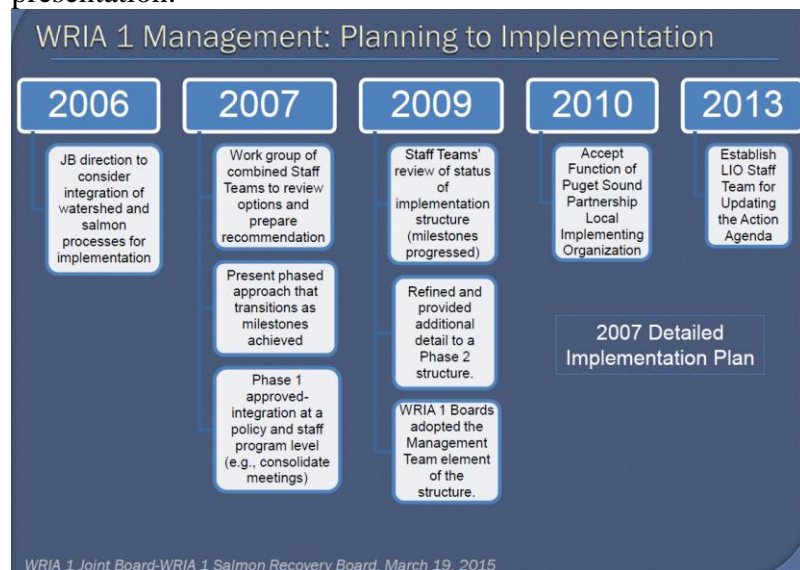 presentation.
WRIA 1 Management: Planning to Implementation
2006
JB direction to
consider
integration of
watershed and
salmon
processes for
implementation
2007
Work group of
combined Staff
Teams to review
options and
prepare
recommendation
Present phased
approach that
transitions as
milestones
achieved
Phase 1
approved-
integration at a
policy and staff
program level
(e.g., consolidate
meetings)
2009
Staff Teams'
review of status
of
implementation
structure
(milestones
progressed)
Refined and
provided
additional
detail to a
Phase 2
structure.
WRIA 1 Boards
adopted the
Management
Team element
of the
structure.
2010
Accept
Function of
Puget Sound
Partnership
Local
Implementing
Organization
2013
Establish
LIO Staff
Team for
Updating
the Action
Agenda
2007 Detailed
Implementation Plan
WRIA 1 Joint Board-WRIA 1 Salmon Recovery Board, March 19, 2015